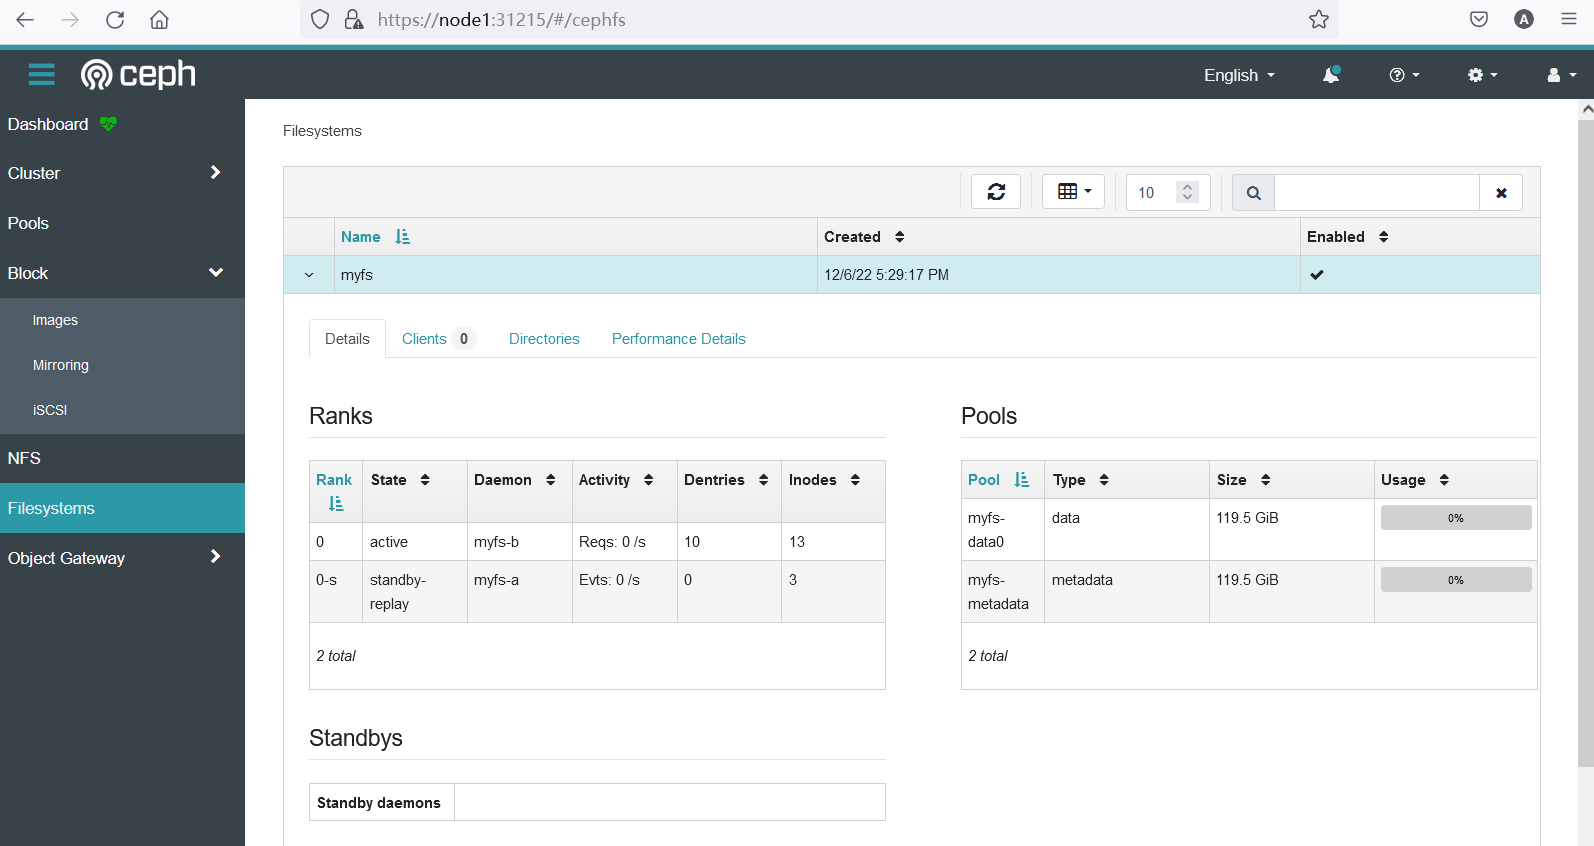 https://node1:31215/#/cephfs
A
ceph
English
Dashboard
Cluster
Pools
Block
Images
Mirroring
iSCSI
NFS
Filesystems
Object Gateway
Filesystems
10
Name Created Enabled
myfs 12/6/22 5:29:17 PM
Details Clients 0 Directories Performance Details
Ranks
Rank State Daemon Activity Dentries Inodes
0 active myfs-b Reqs: 0 /s 10 13
0-s standby- myfs-a Evts: 0 /s 0 3
replay
2 total
Pools
Pool Type Size Usage
myfs- data 119.5 GiB 0%
data0
myfs- metadata 119.5 GiB 0%
metadata
2 total
Standbys
Standby daemons